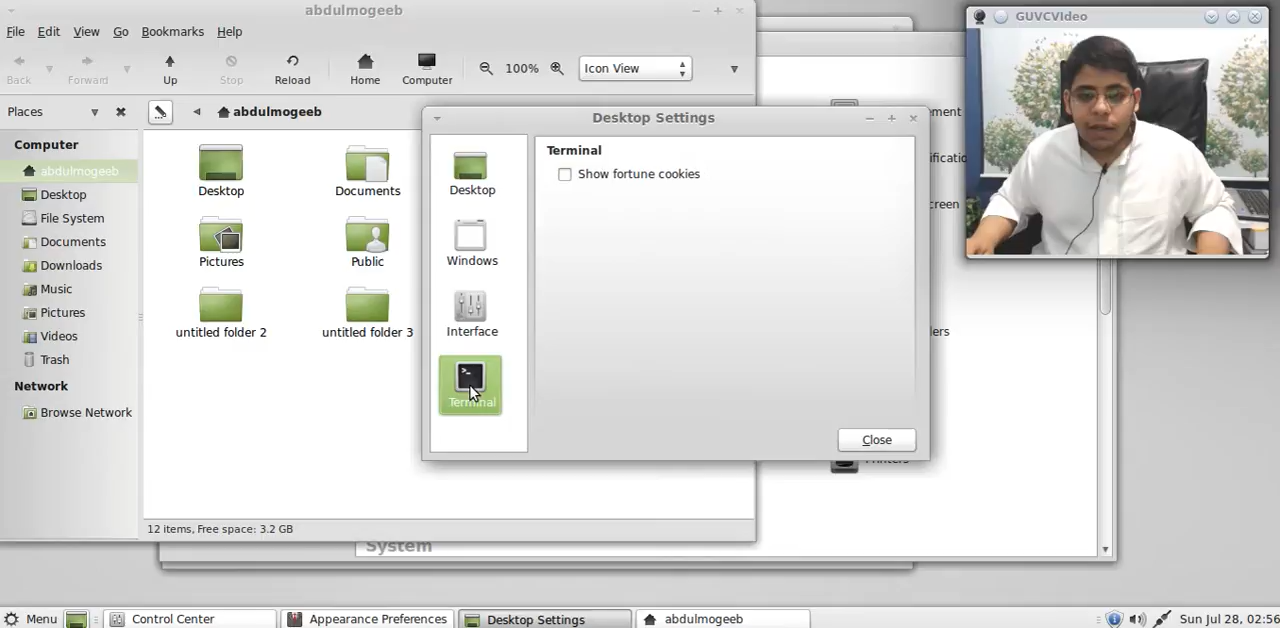 abdulmogeeb
File Edit View Go Bookmarks Help
Back Forward Up Stop Reload Home Computer 100% Icon View
Places
abdulmogeeb
Computer
abdulmogeeb
Desktop
File System
Documents
Downloads
Music
Pictures
Videos
Trash
Network
Browse Network
Desktop Documents
Pictures Public
untitled folder 2 untitled folder 3
12 items, Free space: 3.2 GB
Desktop Settings
Desktop
Windows
Interface
Terminal
Terminal
Show fortune cookies
Close
GUVCVideo
System
Menu Control Center Appearance Preferences Desktop Settings abdulmogeeb Sun Jul 28, 02:56